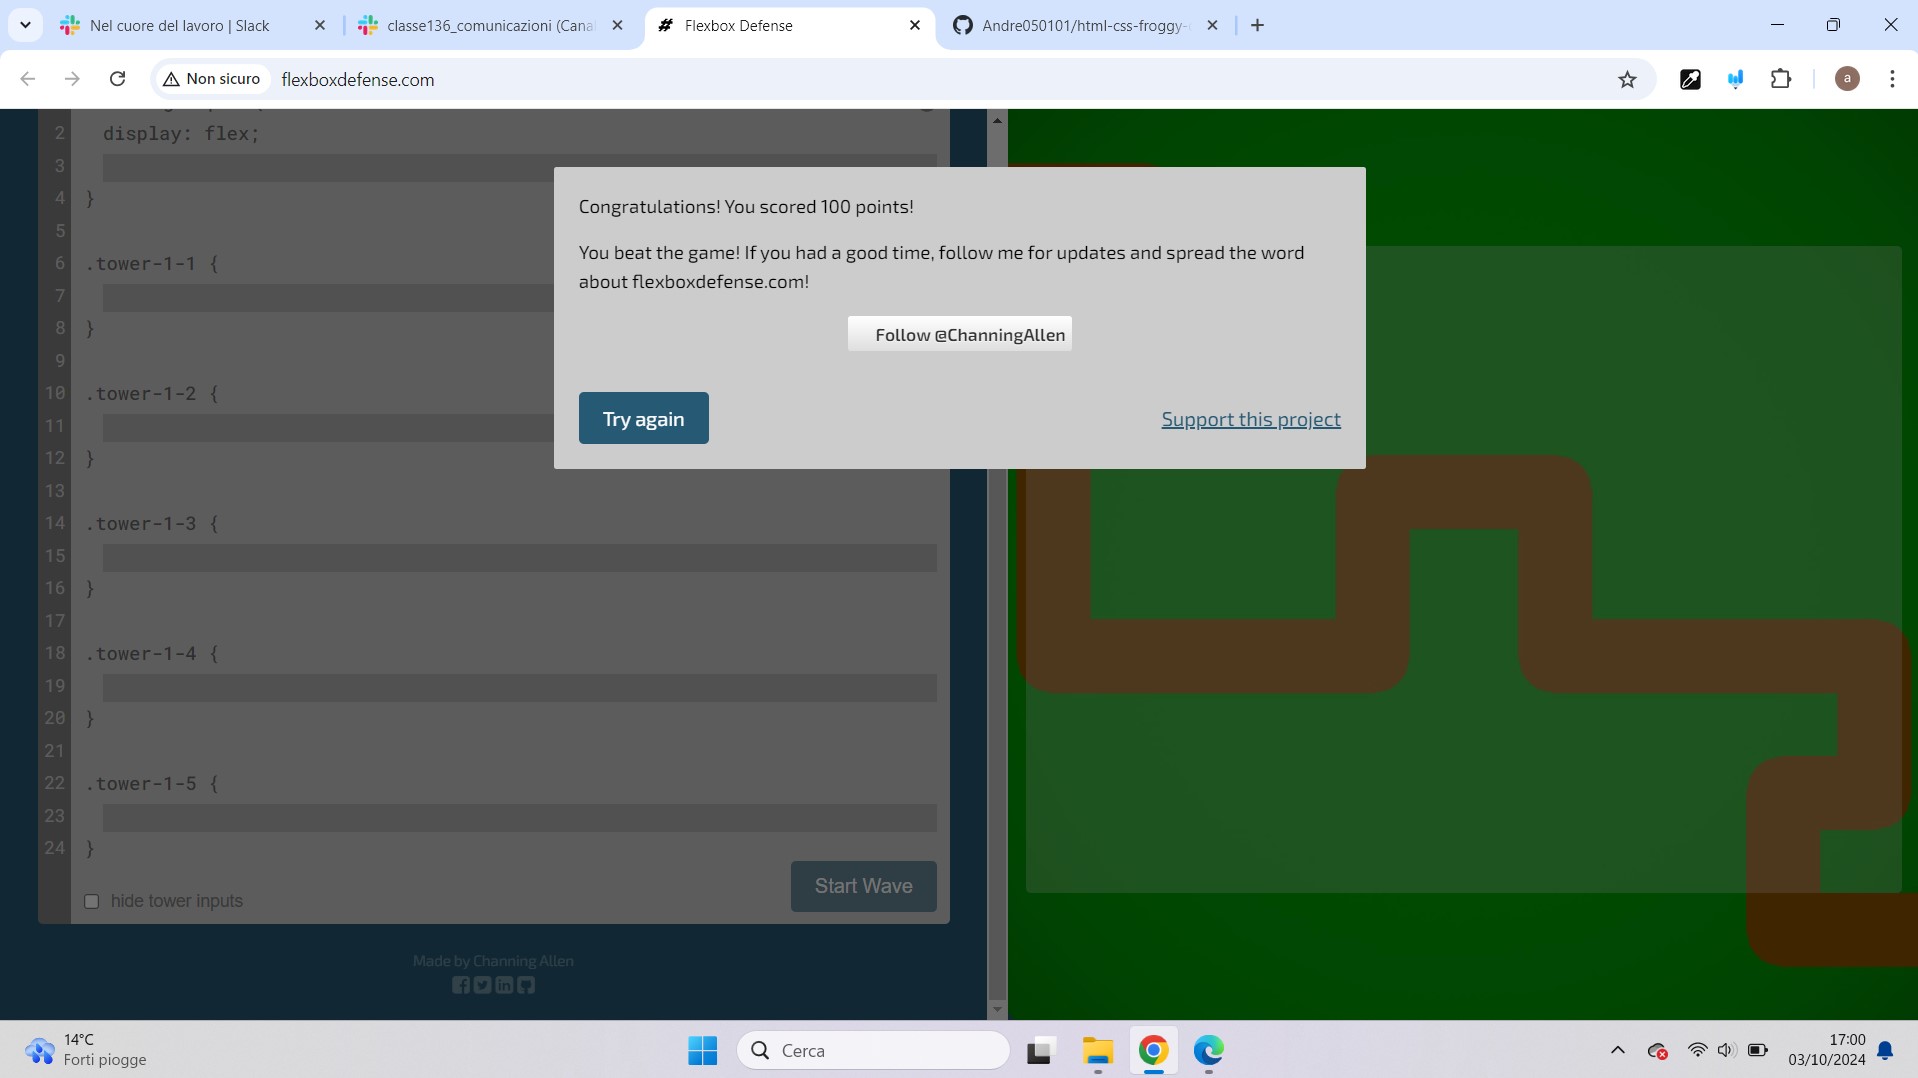 Nel cuore del lavoro | Slack
classe136_comunicazioni (Cana
Flexbox Defense
Andre050101/html-css-froggy-
Non sicuro
flexboxdefense.com
a
2 display: flex;
3
4 }
5
6 .tower-1-1 {
7
8 }
9
10 .tower-1-2 {
11
12 }
13
14 .tower-1-3 {
15
16 }
17
18 .tower-1-4 {
19
20 }
21
22 .tower-1-5 {
23
24 }
hide tower inputs
Start Wave
Made by Channing Allen
Congratulations! You scored 100 points!
You beat the game! If you had a good time, follow me for updates and spread the word
about flexboxdefense.com!
Follow @ChanningAllen
Try again
Support this project
14°C
Forti piogge
Cerca
17:00
03/10/2024